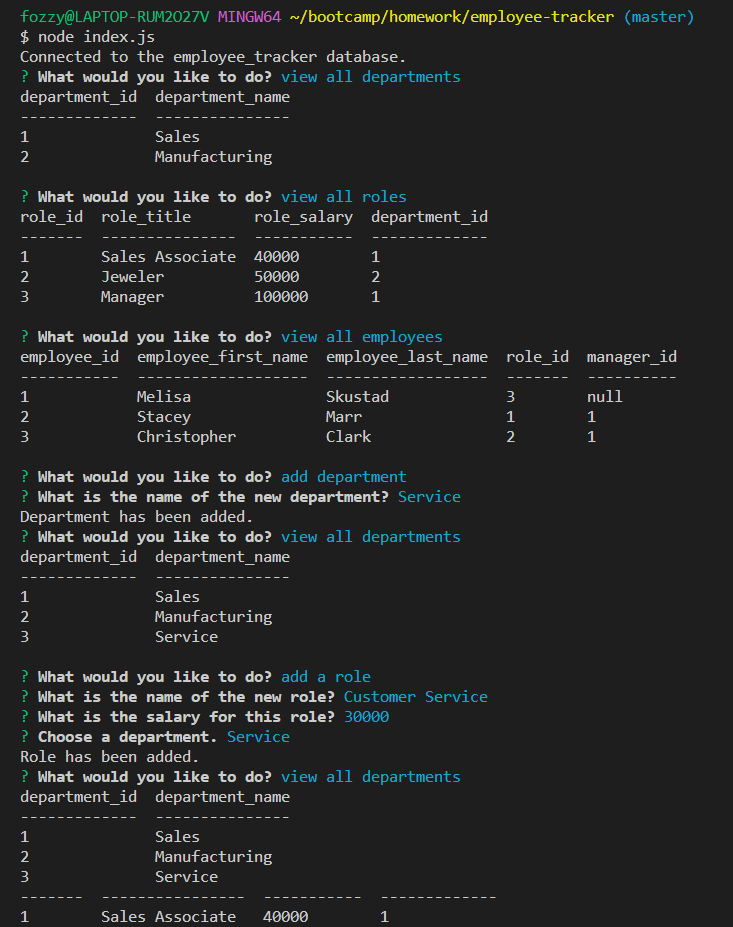 fozzy@LAPTOP-RUM2O27V MINGW64 ~/bootcamp/homework/employee-tracker (master)
$ node index.js
Connected to the employee_tracker database.
? What would you like to do? view all departments
department_id  department_name
-------------  ---------------
1              Sales
2              Manufacturing
? What would you like to do? view all roles
role_id  role_title       role_salary  department_id
-------  ---------------  -----------  -------------
1        Sales Associate  40000        1
2        Jeweler          50000        2
3        Manager          100000       1
? What would you like to do? view all employees
employee_id  employee_first_name  employee_last_name  role_id  manager_id
-----------  -------------------  ------------------  -------  ----------
1            Melisa               Skustad             3        null
2            Stacey               Marr                1        1
3            Christopher          Clark               2        1
? What would you like to do? add department
? What is the name of the new department? Service
Department has been added.
? What would you like to do? view all departments
department_id  department_name
-------------  ---------------
1              Sales
2              Manufacturing
3              Service
? What would you like to do? add a role
? What is the name of the new role? Customer Service
? What is the salary for this role? 30000
? Choose a department. Service
Role has been added.
? What would you like to do? view all departments
department_id  department_name
-------------  ---------------
1              Sales
2              Manufacturing
3              Service
-------  ----------------  -----------  -------------
1        Sales Associate   40000        1